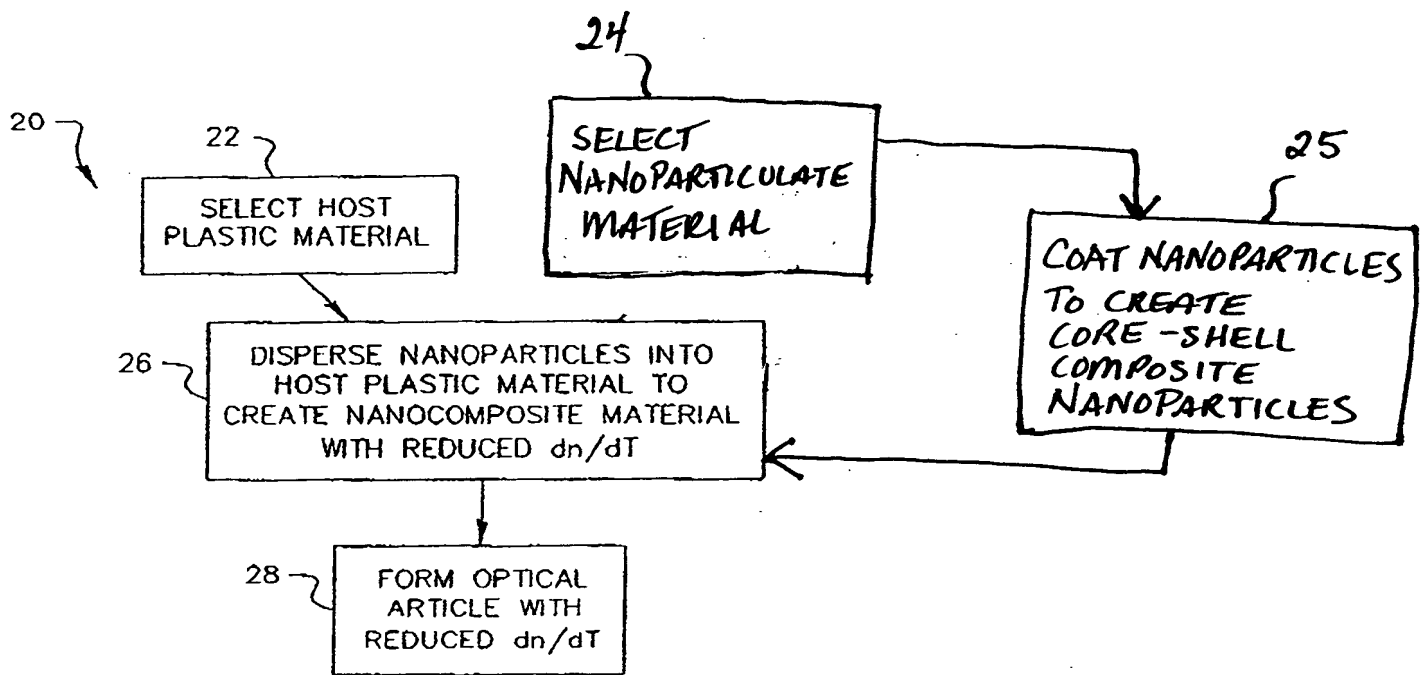 20
22
SELECT HOST
PLASTIC MATERIAL
24
SELECT
NANOPARTICULATE
MATERIAL
25
COAT NANOPARTICLES
TO CREATE
CORE-SHELL
COMPOSITE
NANOPARTICLES
26
DISPERSE NANOPARTICLES INTO
HOST PLASTIC MATERIAL TO
CREATE NANOCOMPOSITE MATERIAL
WITH REDUCED dn/dT
28
FORM OPTICAL
ARTICLE WITH
REDUCED dn/dT